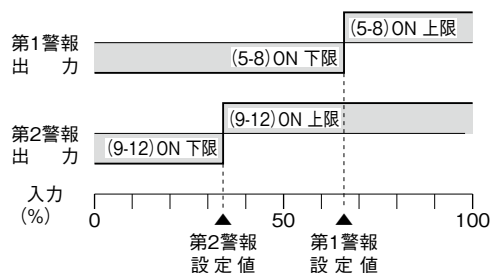 (5-8)ON 上限
第1警報
出 力
(5-8)ON 下限
(9-12)ON 上限
第2警報
出 力
(9-12)ON 下限
入力
(%)
0
50
100
第2警報
設定値
第1警報
設定値